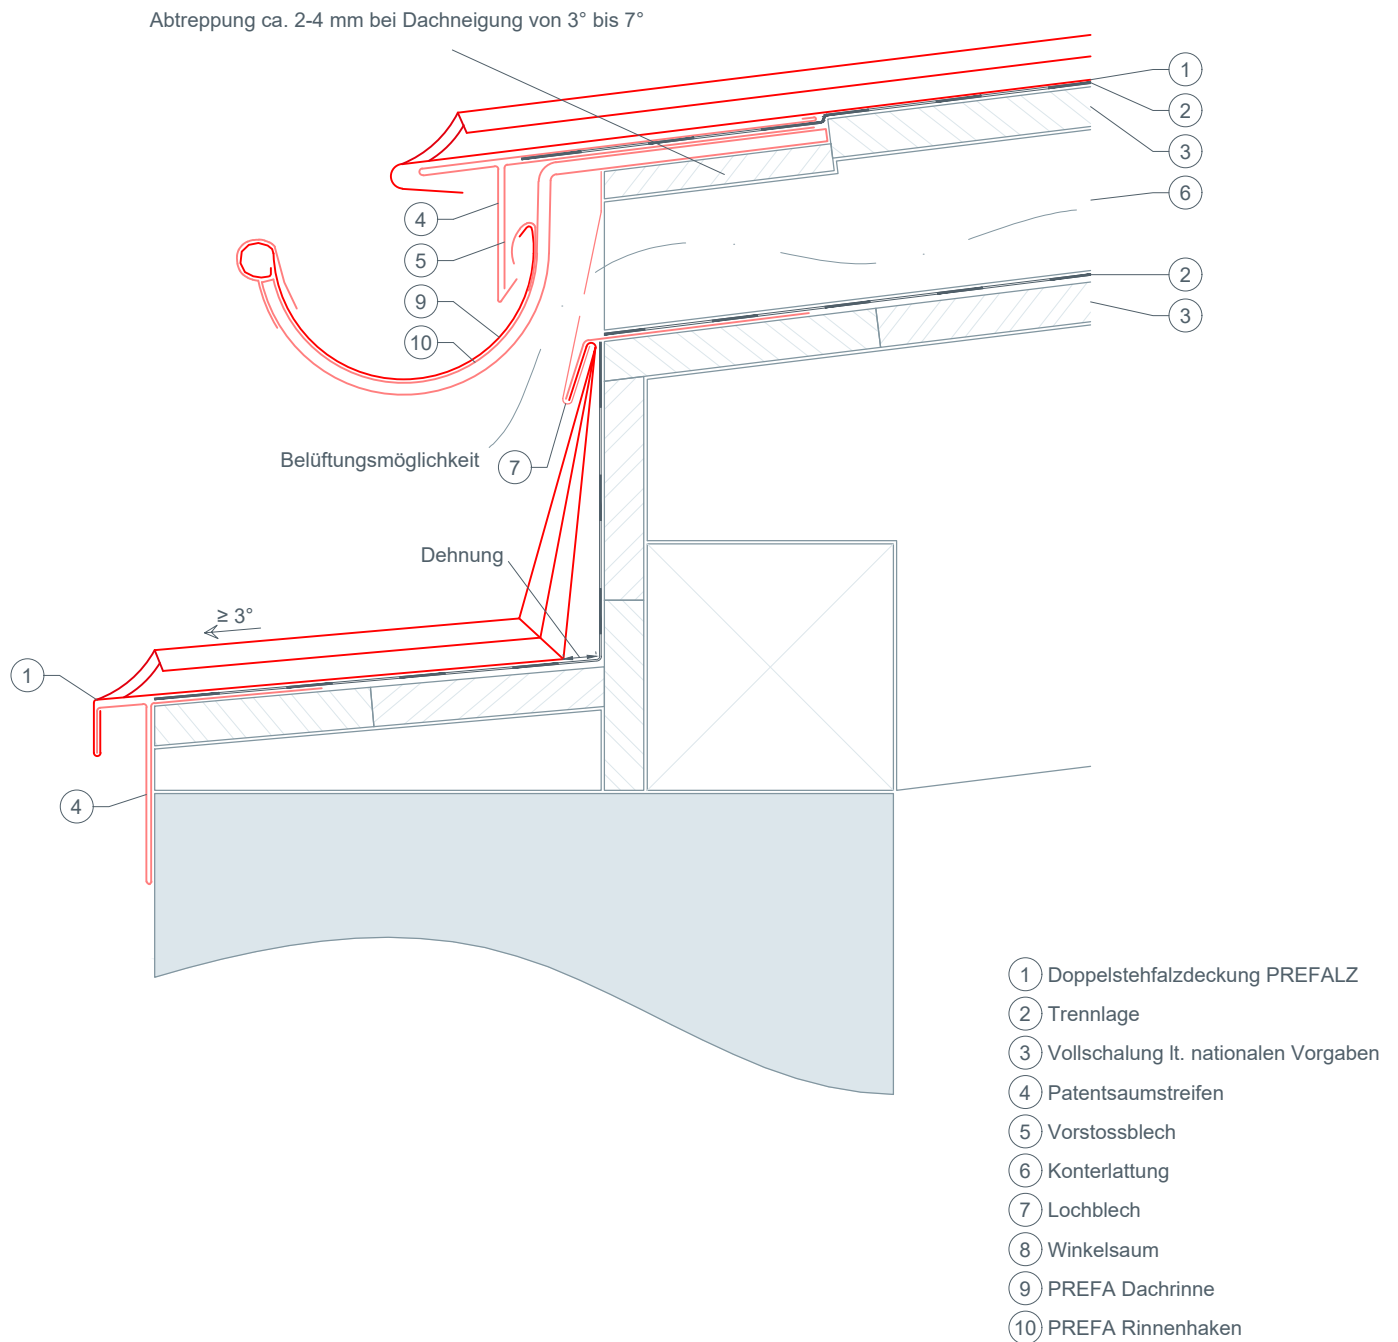 Abtreppung ca. 2-4 mm bei Dachneigung von 3° bis 7°
1
2
3
6
4
5
9
10
2
3
Belüftungsmöglichkeit
7
Dehnung
≥ 3°
1
4
1 Doppelstehfalzdeckung PREFALZ
2 Trennlage
3 Vollschalung lt. nationalen Vorgaben
4 Patentsaumstreifen
5 Vorstossblech
6 Konterlattung
7 Lochblech
8 Winkelsaum
9 PREFA Dachrinne
10 PREFA Rinnenhaken